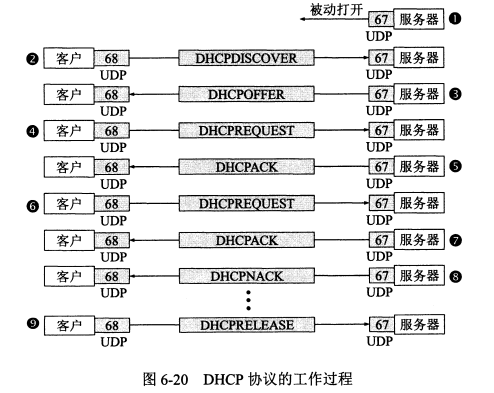 被动打开 67 服务器 ❶
UDP
❷ 客户 68 DHCPDISCOVER 67 服务器
UDP UDP
客户 68 DHCPOFFER 67 服务器 ❸
UDP UDP
❹ 客户 68 DHCPREQUEST 67 服务器
UDP UDP
客户 68 DHCPACK 67 服务器 ❺
UDP UDP
❻ 客户 68 DHCPREQUEST 67 服务器
UDP UDP
客户 68 DHCPACK 67 服务器 ❼
UDP UDP
客户 68 DHCPNACK 67 服务器 ❽
UDP UDP
❾ 客户 68 DHCPRELEASE 67 服务器
UDP UDP
图 6-20 DHCP 协议的工作过程